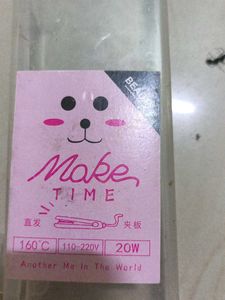 BEA
Make
TIME
直发 夹板
160°C 110-220V 20W
Another Me In The World